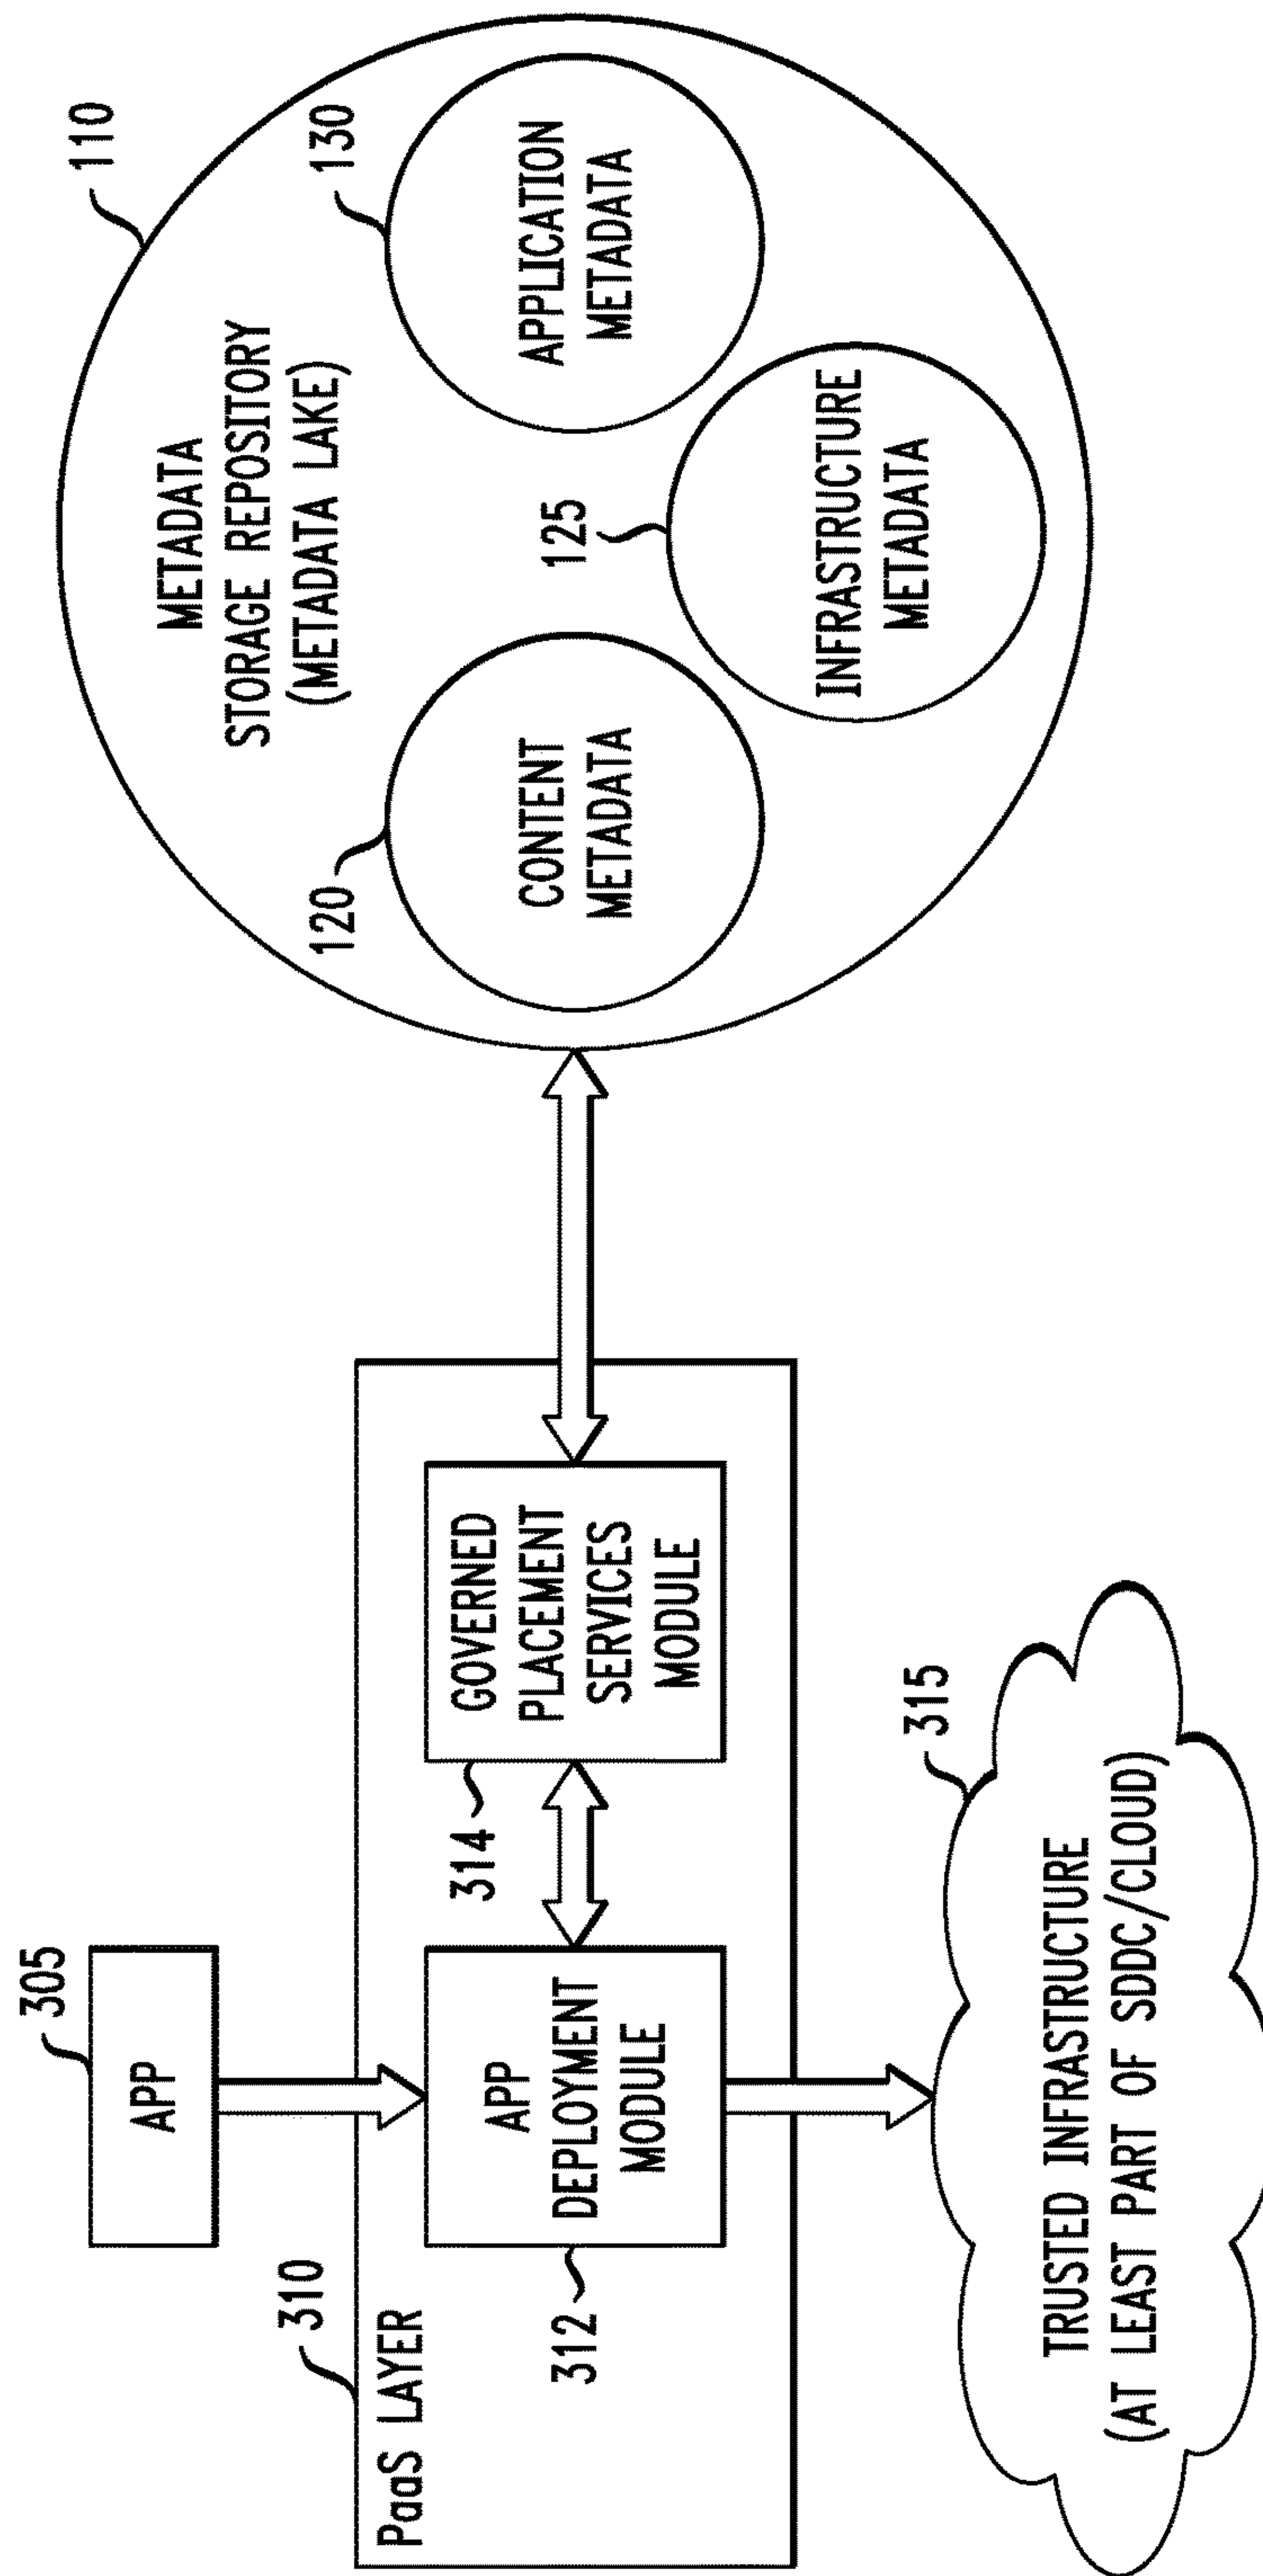 305
APP
310
PaaS LAYER
APP
DEPLOYMENT
MODULE
312
314
GOVERNED
PLACEMENT
SERVICES
MODULE
315
TRUSTED INFRASTRUCTURE
(AT LEAST PART OF SDDC/CLOUD)
110
METADATA
STORAGE REPOSITORY
(METADATA LAKE)
120
CONTENT
METADATA
130
APPLICATION
METADATA
125
INFRASTRUCTURE
METADATA